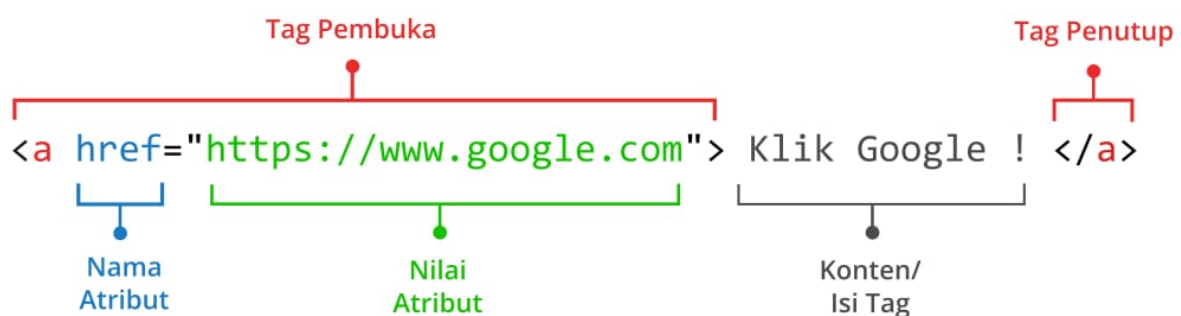 Tag Pembuka
Tag Penutup
<a href="https://www.google.com"> Klik Google ! </a>
Nama
Atribut
Nilai
Atribut
Konten/
Isi Tag